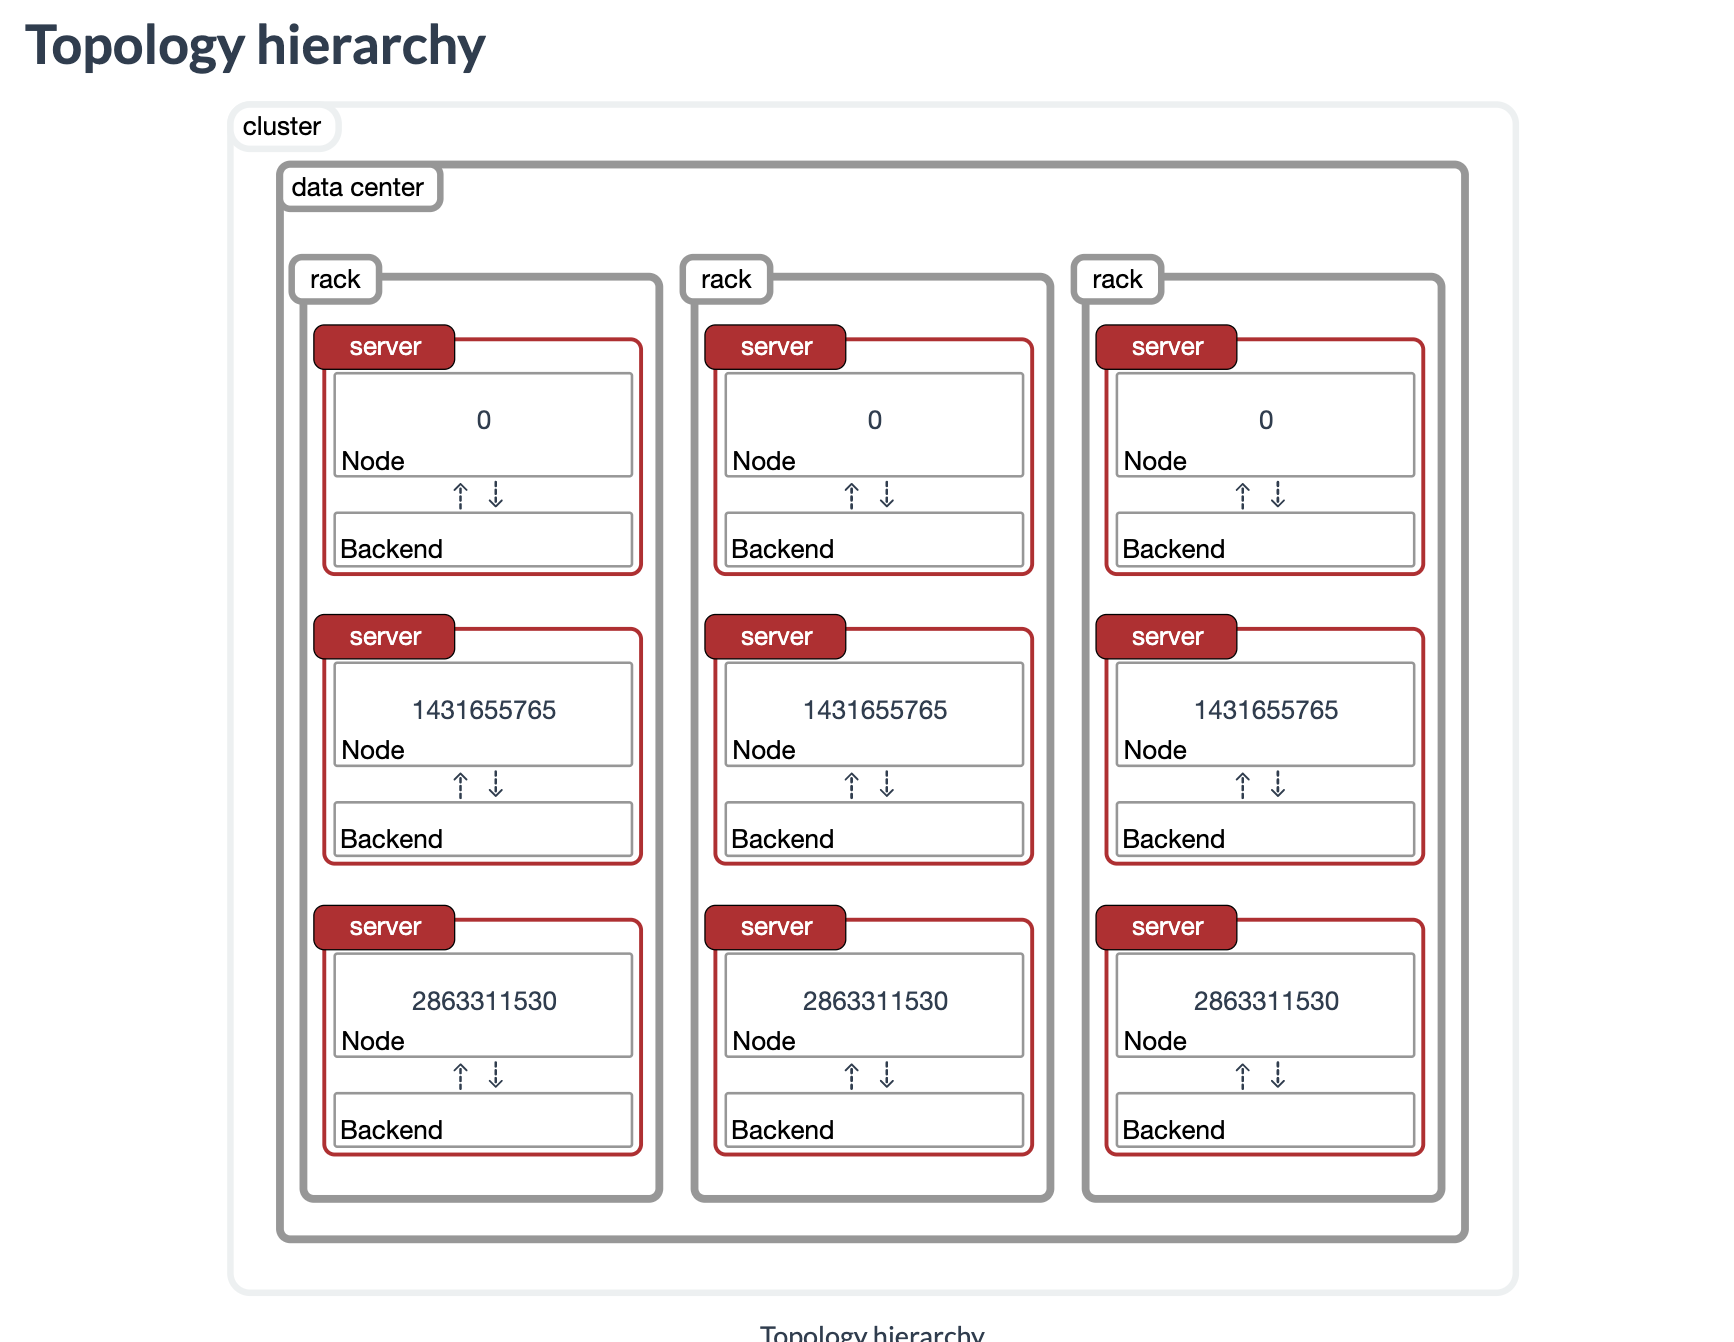 Topology hierarchy
cluster
data center
rack
rack
rack
server
server
server
0
0
0
Node
Node
Node
Backend
Backend
Backend
server
server
server
1431655765
1431655765
1431655765
Node
Node
Node
Backend
Backend
Backend
server
server
server
2863311530
2863311530
2863311530
Node
Node
Node
Backend
Backend
Backend
Topology hierarchy